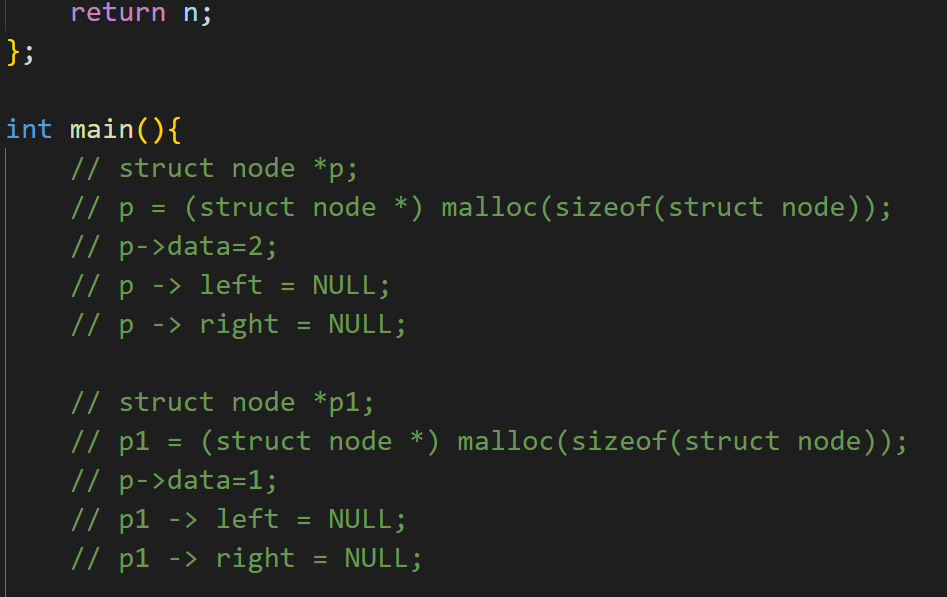 return n;
};
int main(){
// struct node *p;
// p = (struct node *) malloc(sizeof(struct node));
// p->data=2;
// p -> left = NULL;
// p -> right = NULL;
// struct node *p1;
// p1 = (struct node *) malloc(sizeof(struct node));
// p->data=1;
// p1 -> left = NULL;
// p1 -> right = NULL;